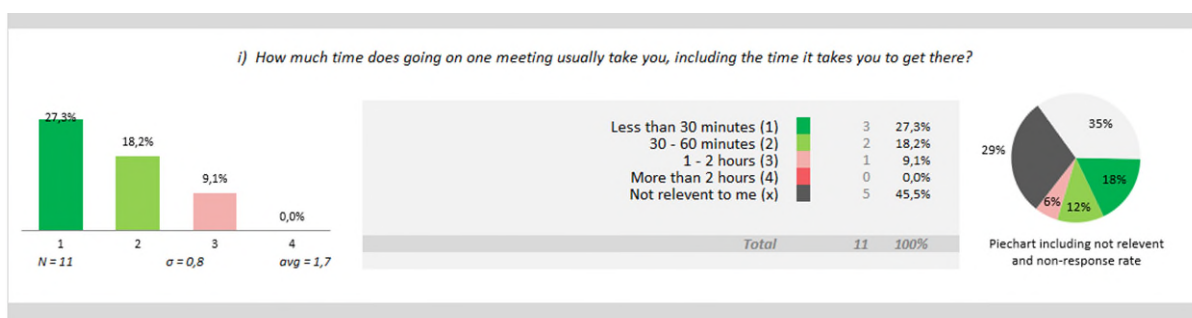 i) How much time does going on one meeting usually take you, including the time it takes you to get there?
27,3%
18,2%
9,1%
0,0%
1 2 3 4
N = 11 σ = 0,8 avg = 1,7
Less than 30 minutes (1) 3 27,3%
30 - 60 minutes (2) 2 18,2%
1 - 2 hours (3) 1 9,1%
More than 2 hours (4) 0 0,0%
Not relevent to me (x) 5 45,5%
Total 11 100%
35%
29%
18%
6%
12%
Piechart including not relevent
and non-response rate